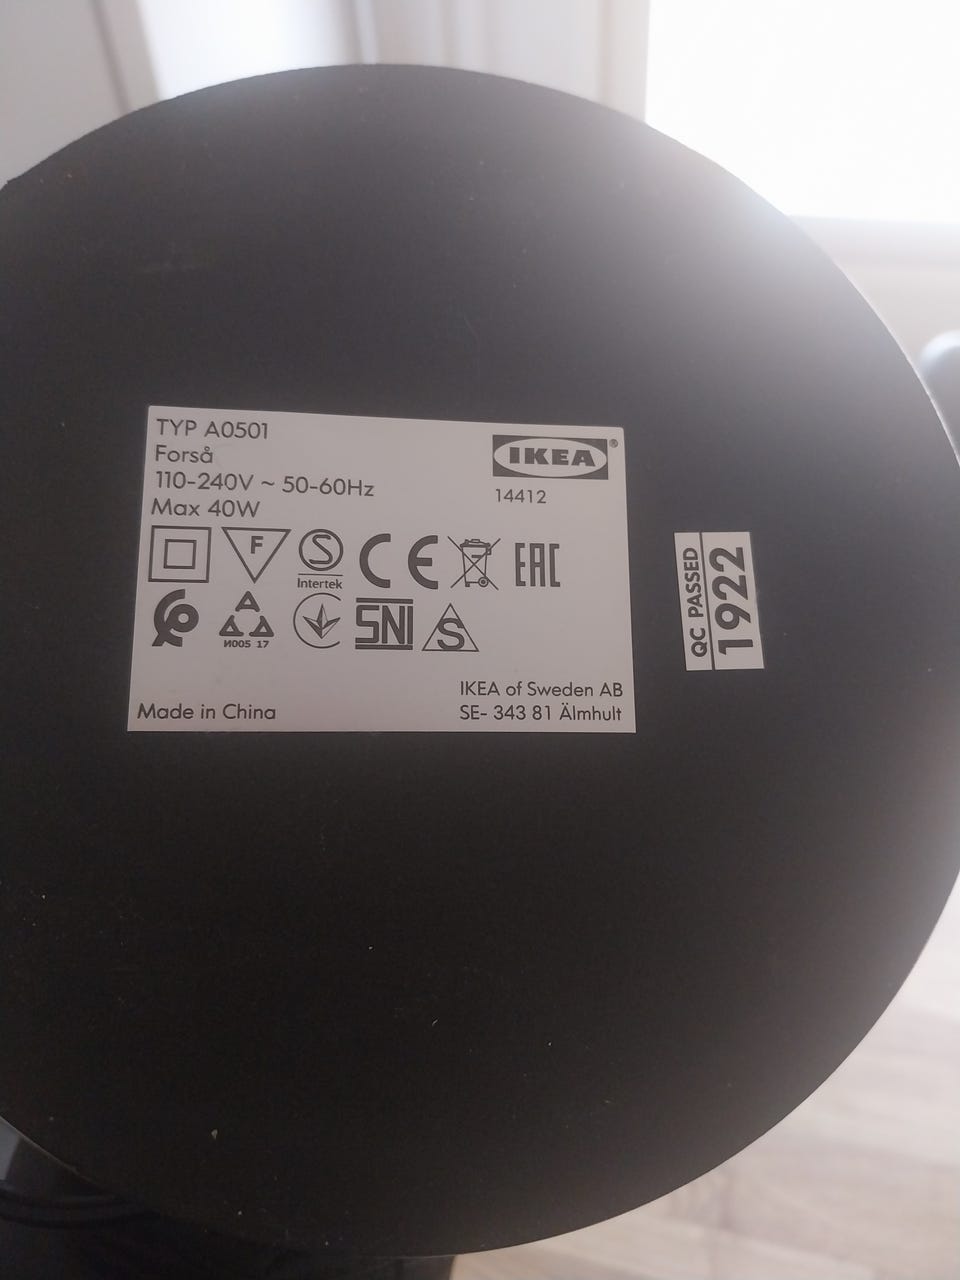 TYP A0501
Forså
110-240V ~ 50-60Hz
Max 40W
IKEA®
14412
F
S
Intertek
CE
EAC
И005 17
SNI
S
Made in China
IKEA of Sweden AB
SE- 343 81 Älmhult
QC PASSED
1922